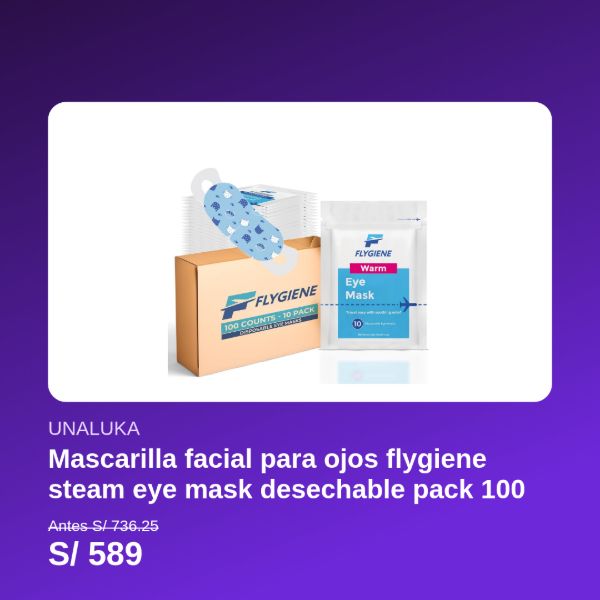 FLYGIENE
100 COUNTS - 10 PACK
DISPOSABLE EYE MASKS
FLYGIENE
Warm
Eye
Mask
10
UNALUKA
Mascarilla facial para ojos flygiene
steam eye mask desechable pack 100
Antes S/ 736.25
S/ 589